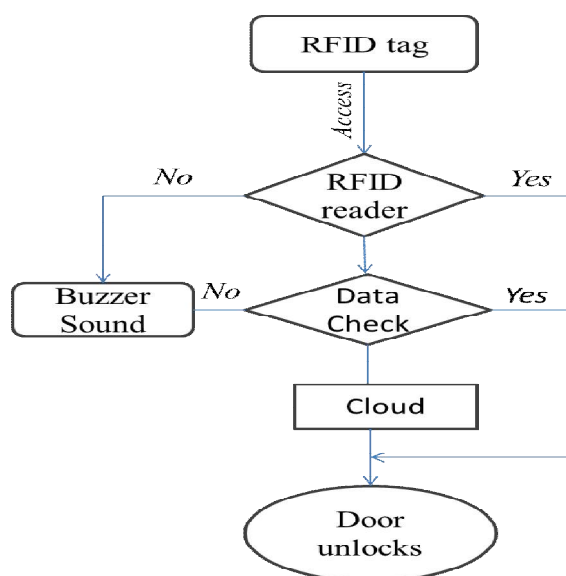 RFID tag
Access
No
RFID
reader
Yes
Buzzer
Sound
No
Data
Check
Yes
Cloud
Door
unlocks